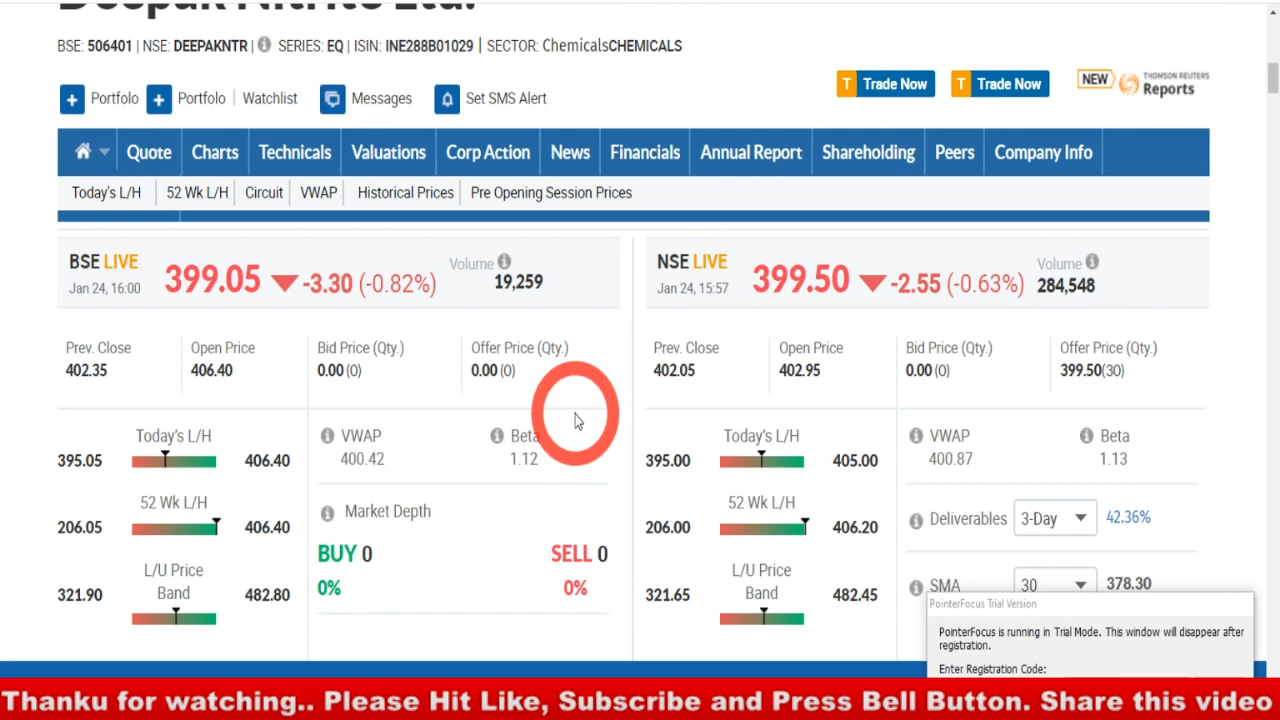 Deepak Nitrite Ltd.
BSE: 506401 | NSE: DEEPAKNTR | SERIES: EQ | ISIN: INE288B01029 | SECTOR: ChemicalsCHEMICALS
Portfolo Portfolo | Watchlist Messages Set SMS Alert T Trade Now T Trade Now NEW THOMSON REUTERS Reports
Quote Charts Technicals Valuations Corp Action News Financials Annual Report Shareholding Peers Company Info
Today's L/H | 52 Wk L/H | Circuit | VWAP | Historical Prices | Pre Opening Session Prices
BSE LIVE
Jan 24, 16:00
399.05 -3.30 (-0.82%)
Volume
19,259
NSE LIVE
Jan 24, 15:57
399.50 -2.55 (-0.63%)
Volume
284,548
Prev. Close Open Price Bid Price (Qty.) Offer Price (Qty.)
402.35 406.40 0.00 (0) 0.00 (0)
Prev. Close Open Price Bid Price (Qty.) Offer Price (Qty.)
402.05 402.95 0.00 (0) 399.50(30)
Today's L/H
395.05 406.40
52 Wk L/H
206.05 406.40
L/U Price
Band
321.90 482.80
VWAP Beta
400.42 1.12
Market Depth
BUY 0 SELL 0
0% 0%
Today's L/H
395.00 405.00
52 Wk L/H
206.00 406.20
L/U Price
Band
321.65 482.45
VWAP Beta
400.87 1.13
Deliverables 3-Day 42.36%
SMA 30 378.30
PointerFocus Trial Version
PointerFocus is running in Trial Mode. This window will disappear after
registration.
Enter Registration Code:
Thanku for watching.. Please Hit Like, Subscribe and Press Bell Button. Share this video